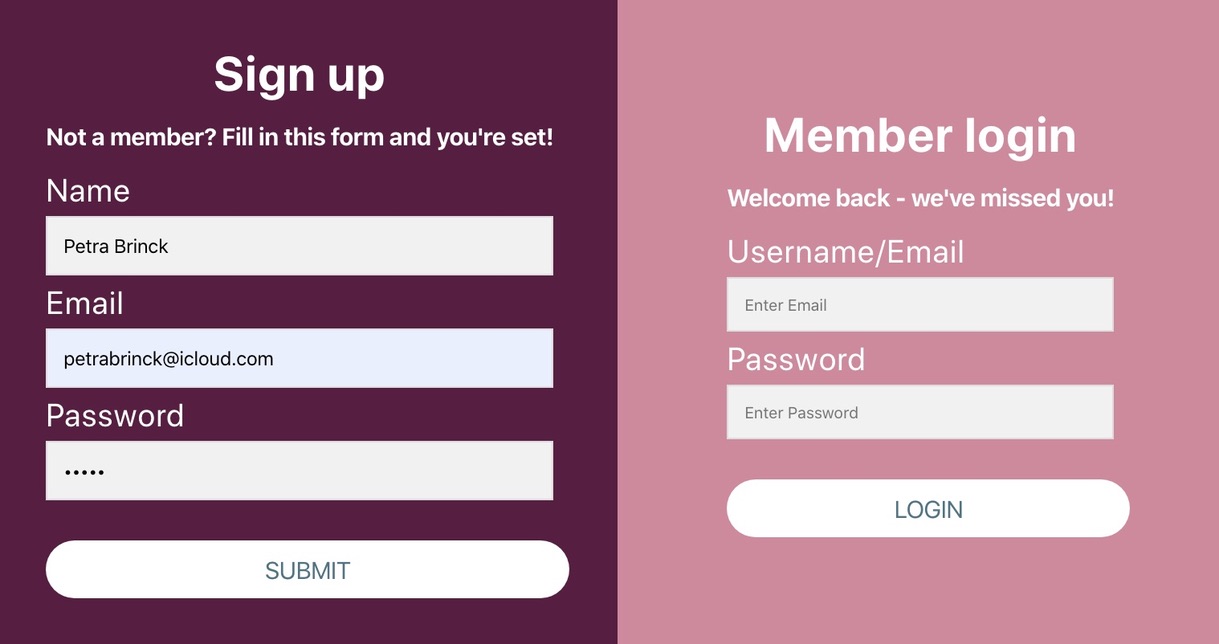 Sign up
Not a member? Fill in this form and you're set!
Name
Petra Brinck
Email
petrabrinck@icloud.com
Password
•••••
SUBMIT
Member login
Welcome back - we've missed you!
Username/Email
Enter Email
Password
Enter Password
LOGIN